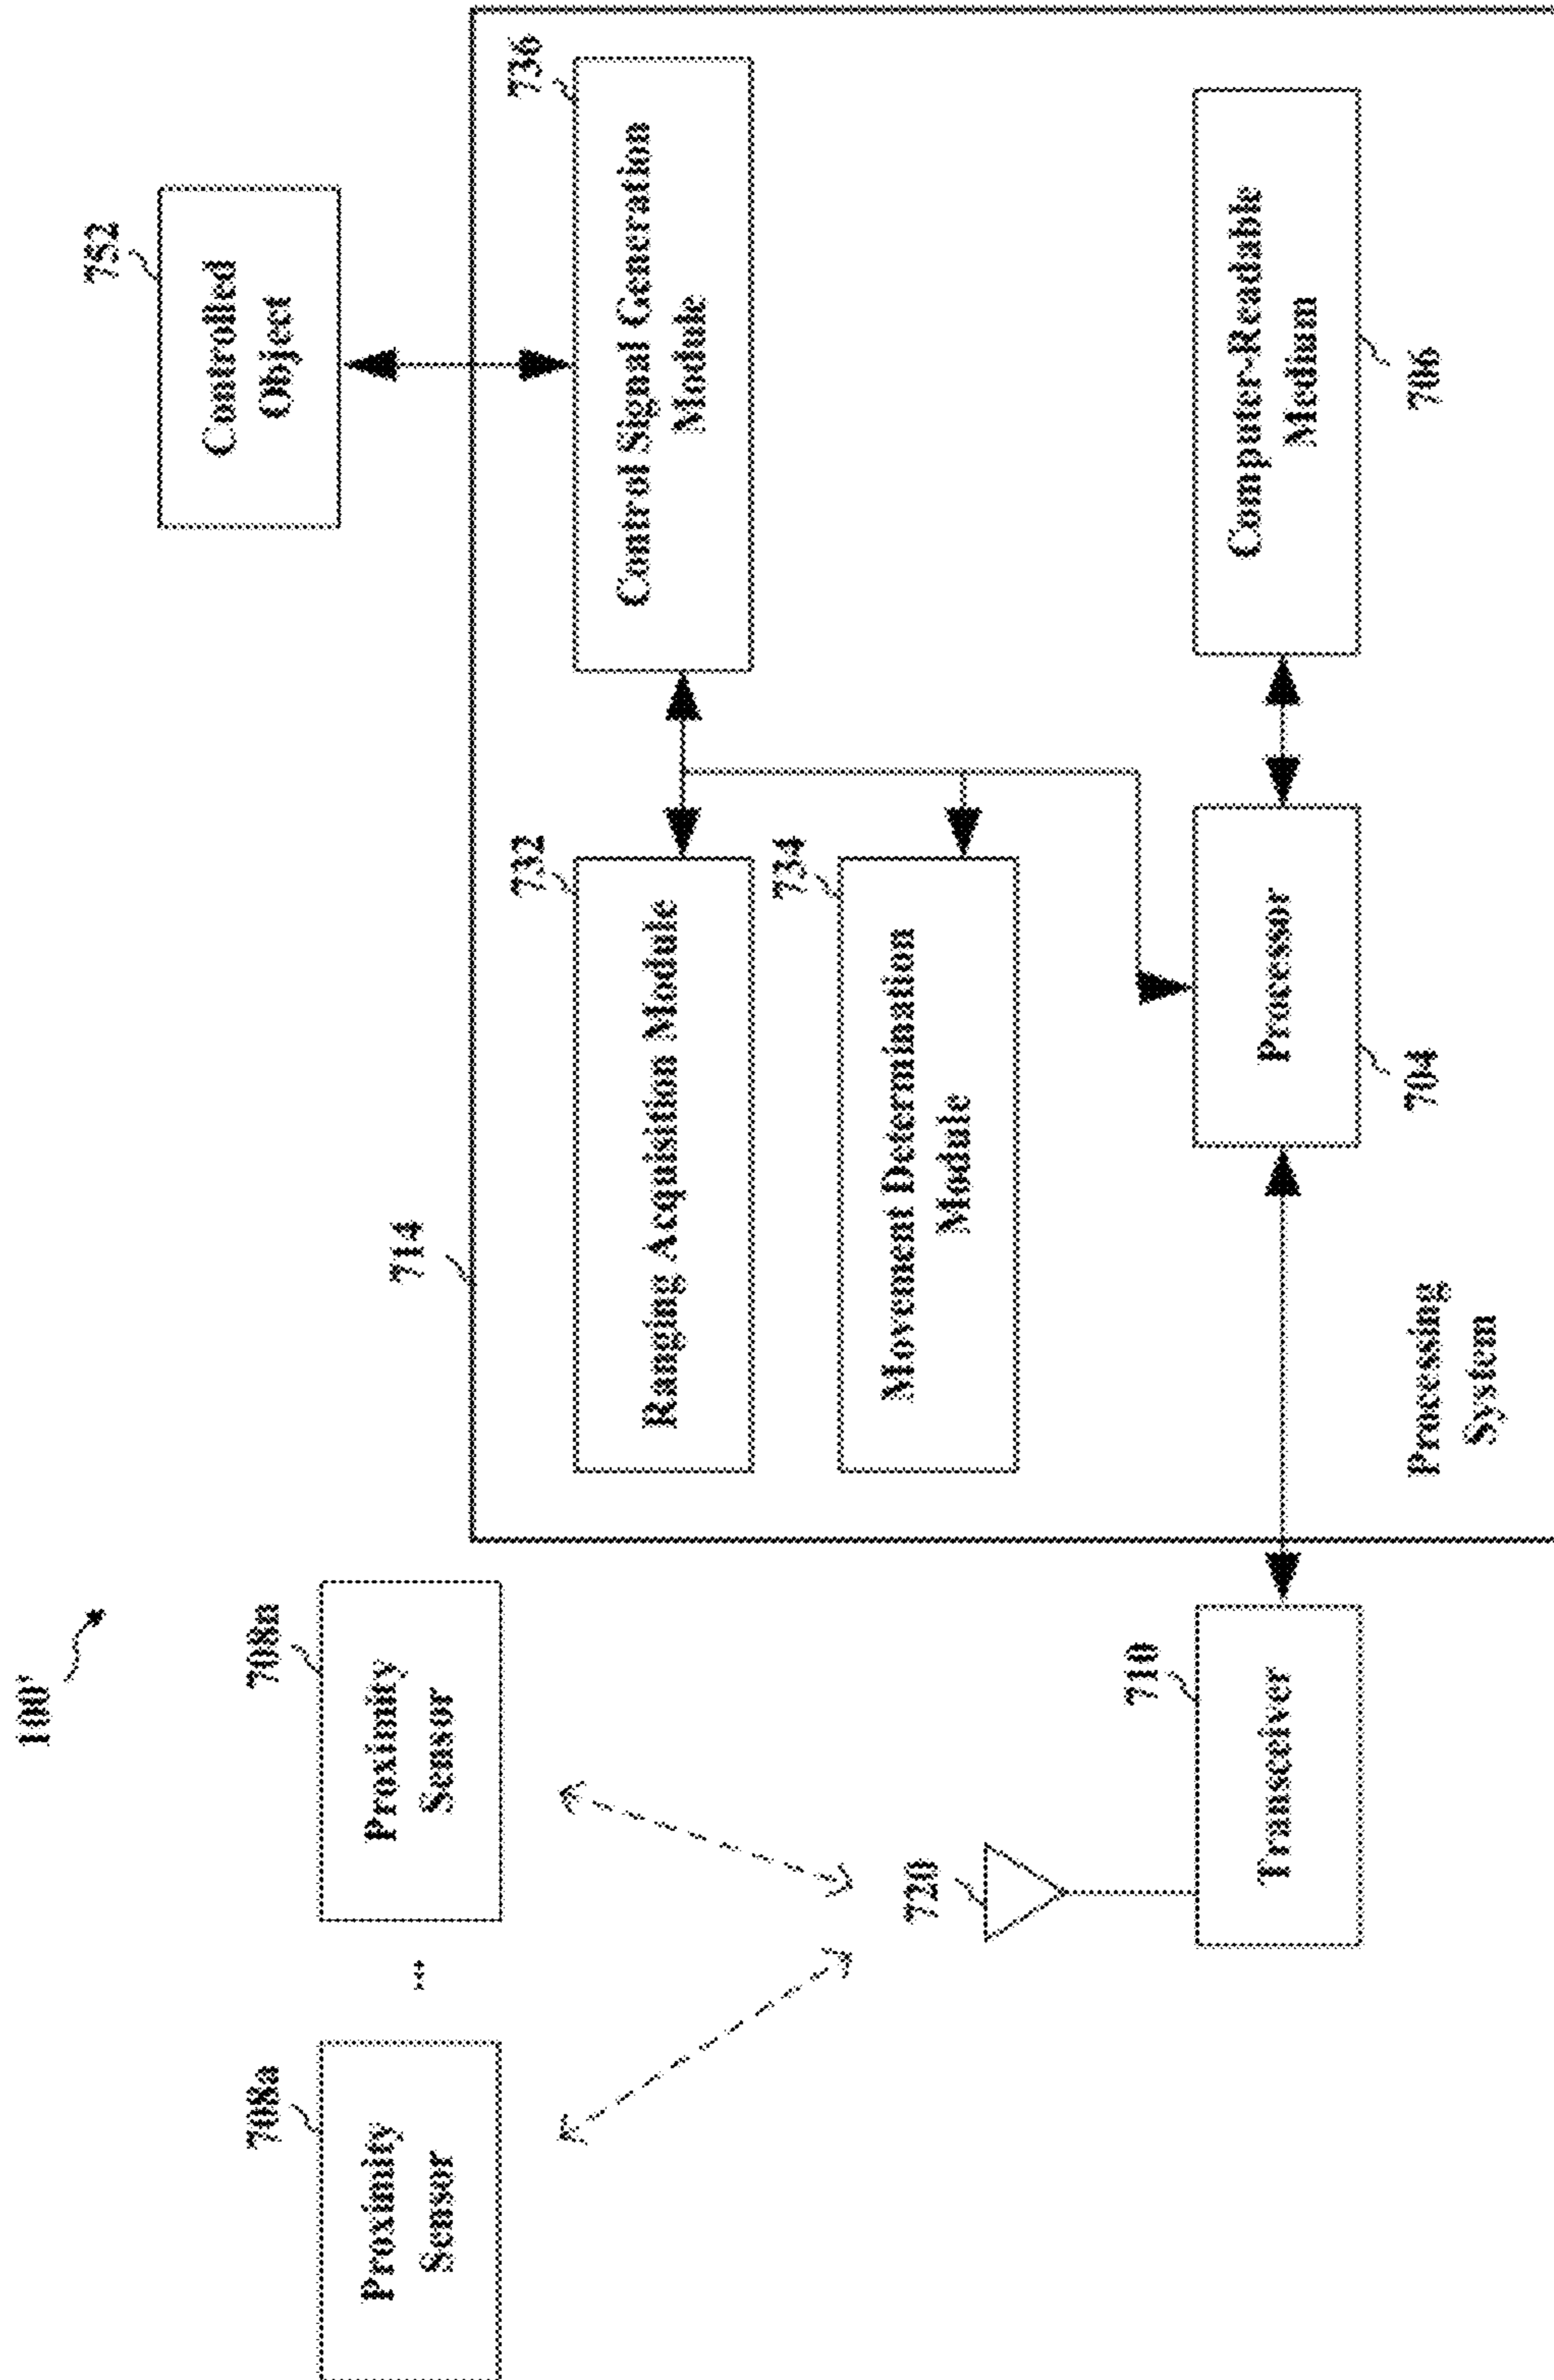 100'
708a
Proximity
Sensor
...
708n
Proximity
Sensor
720
710
Transceiver
714
752
Controlled
Object
732
Ranging Acquisition Module
736
Control Signal Generation
Module
734
Movement Determination
Module
Processor
704
Computer-Readable
Medium
706
Processing
System